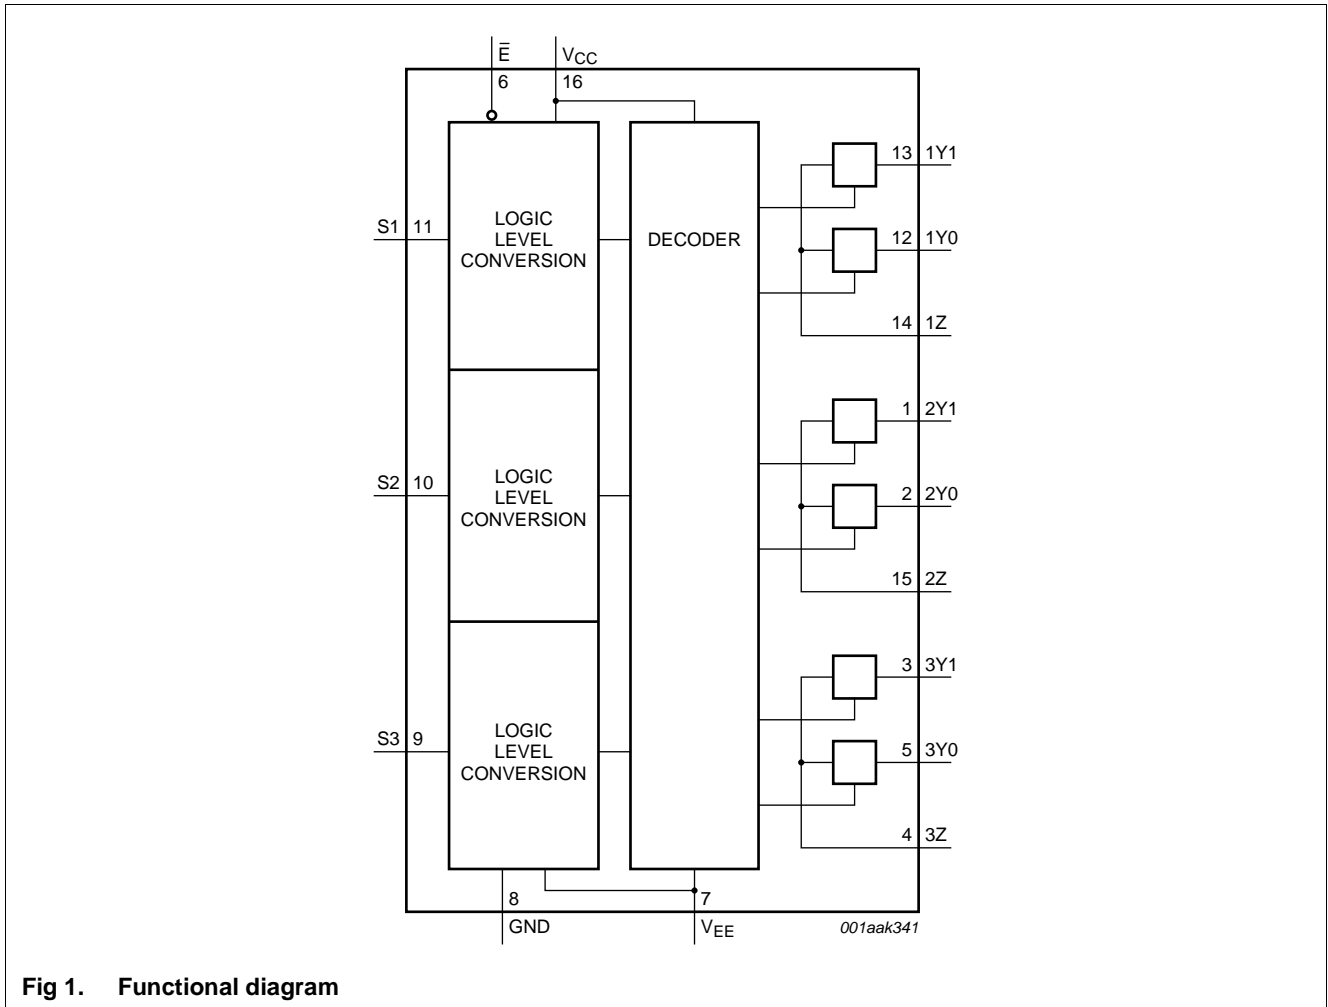 E̅ VCC
6 16
13 1Y1
S1 11
LOGIC
LEVEL
CONVERSION
DECODER
12 1Y0
14 1Z
1 2Y1
S2 10
LOGIC
LEVEL
CONVERSION
2 2Y0
15 2Z
3 3Y1
S3 9
LOGIC
LEVEL
CONVERSION
5 3Y0
4 3Z
8 7
GND VEE
001aak341
Fig 1. Functional diagram